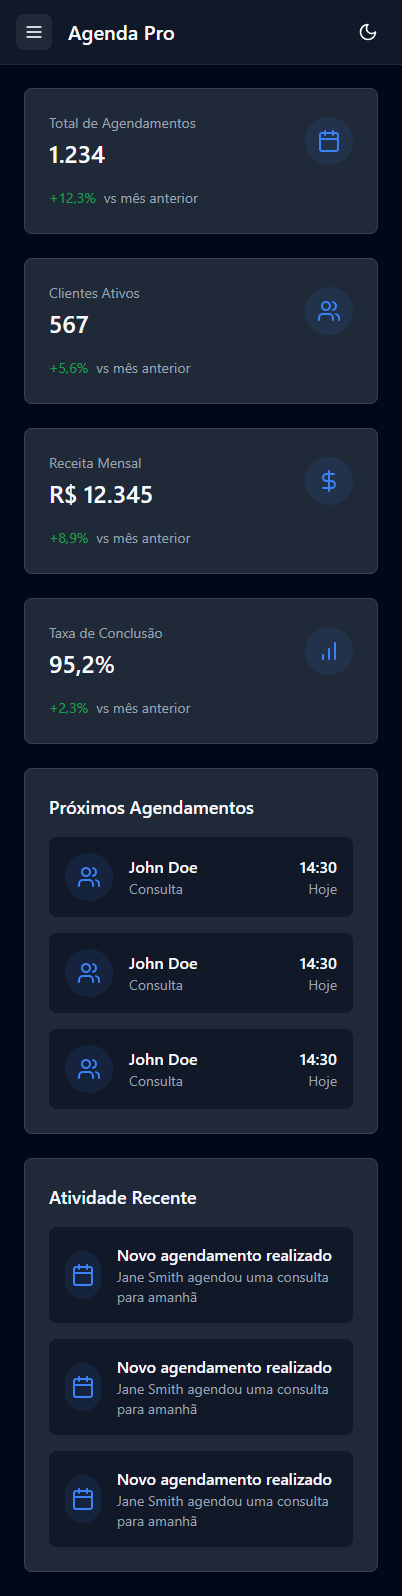 Agenda Pro
Total de Agendamentos
1.234
+12,3% vs mês anterior
Clientes Ativos
567
+5,6% vs mês anterior
Receita Mensal
R$ 12.345
+8,9% vs mês anterior
Taxa de Conclusão
95,2%
+2,3% vs mês anterior
Próximos Agendamentos
John Doe 14:30
Consulta Hoje
John Doe 14:30
Consulta Hoje
John Doe 14:30
Consulta Hoje
Atividade Recente
Novo agendamento realizado
Jane Smith agendou uma consulta
para amanhã
Novo agendamento realizado
Jane Smith agendou uma consulta
para amanhã
Novo agendamento realizado
Jane Smith agendou uma consulta
para amanhã